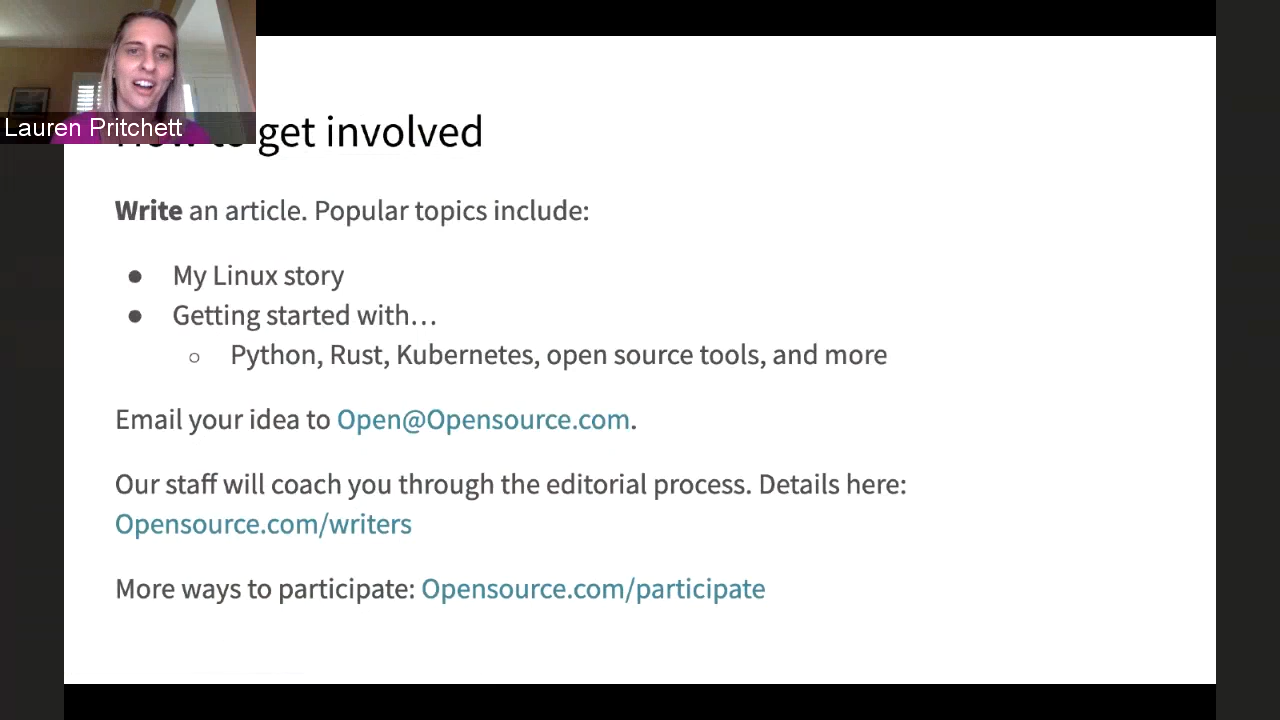 Lauren Pritchett
How to get involved
Write an article. Popular topics include:
● My Linux story
● Getting started with…
○ Python, Rust, Kubernetes, open source tools, and more
Email your idea to Open@Opensource.com.
Our staff will coach you through the editorial process. Details here:
Opensource.com/writers
More ways to participate: Opensource.com/participate